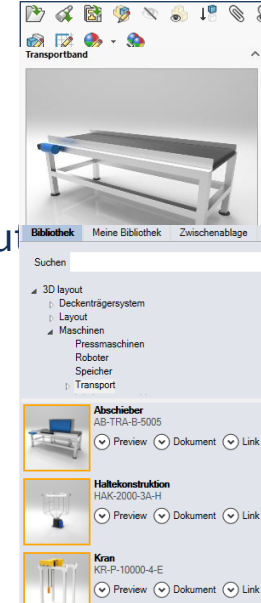 Transportband
ut
Bibliothek Meine Bibliothek Zwischenablage
Suchen
3D layout
Deckenträgersystem
Layout
Maschinen
Pressmaschinen
Roboter
Speicher
Transport
Abschieber
AB-TRA-B-5005
Preview Dokument Link
Haltekonstruktion
HAK-2000-3A-H
Preview Dokument Link
Kran
KR-P-10000-4-E
Preview Dokument Link